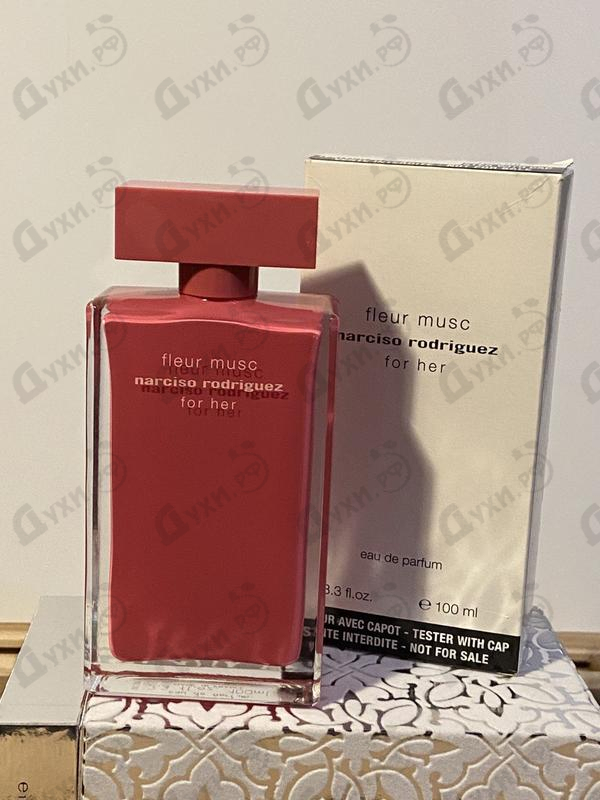 fleur musc
narciso rodriguez
for her
fleur musc
narciso rodriguez
for her
eau de parfum
3.3 fl.oz. e 100 ml
UR AVEC CAPOT - TESTER WITH CAP
NTE INTERDITE - NOT FOR SALE
Духи.рф